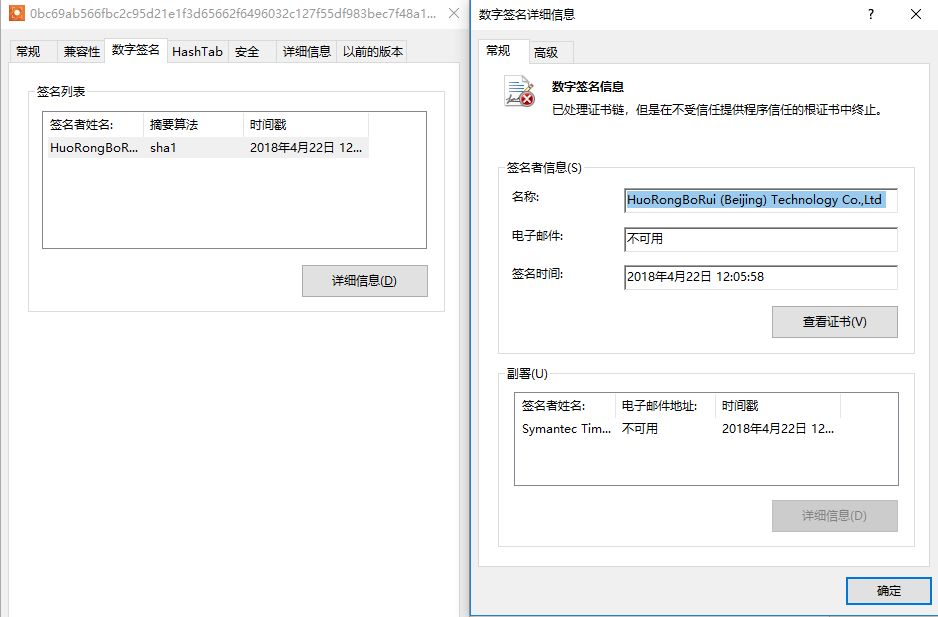 0bc69ab566fbc2c95d21e1f3d65662f6496032c127f55df983bec7f48a1...
常规 兼容性 数字签名 HashTab 安全 详细信息 以前的版本
签名列表
签名者姓名: 摘要算法 时间戳
HuoRongBoR... sha1 2018年4月22日 12...
详细信息(D)
数字签名详细信息
常规 高级
数字签名信息
已处理证书链，但是在不受信任提供程序信任的根证书中终止。
签名者信息(S)
名称: HuoRongBoRui (Beijing) Technology Co.,Ltd
电子邮件: 不可用
签名时间: 2018年4月22日 12:05:58
查看证书(V)
副署(U)
签名者姓名: 电子邮件地址: 时间戳
Symantec Tim... 不可用 2018年4月22日 12...
详细信息(D)
确定